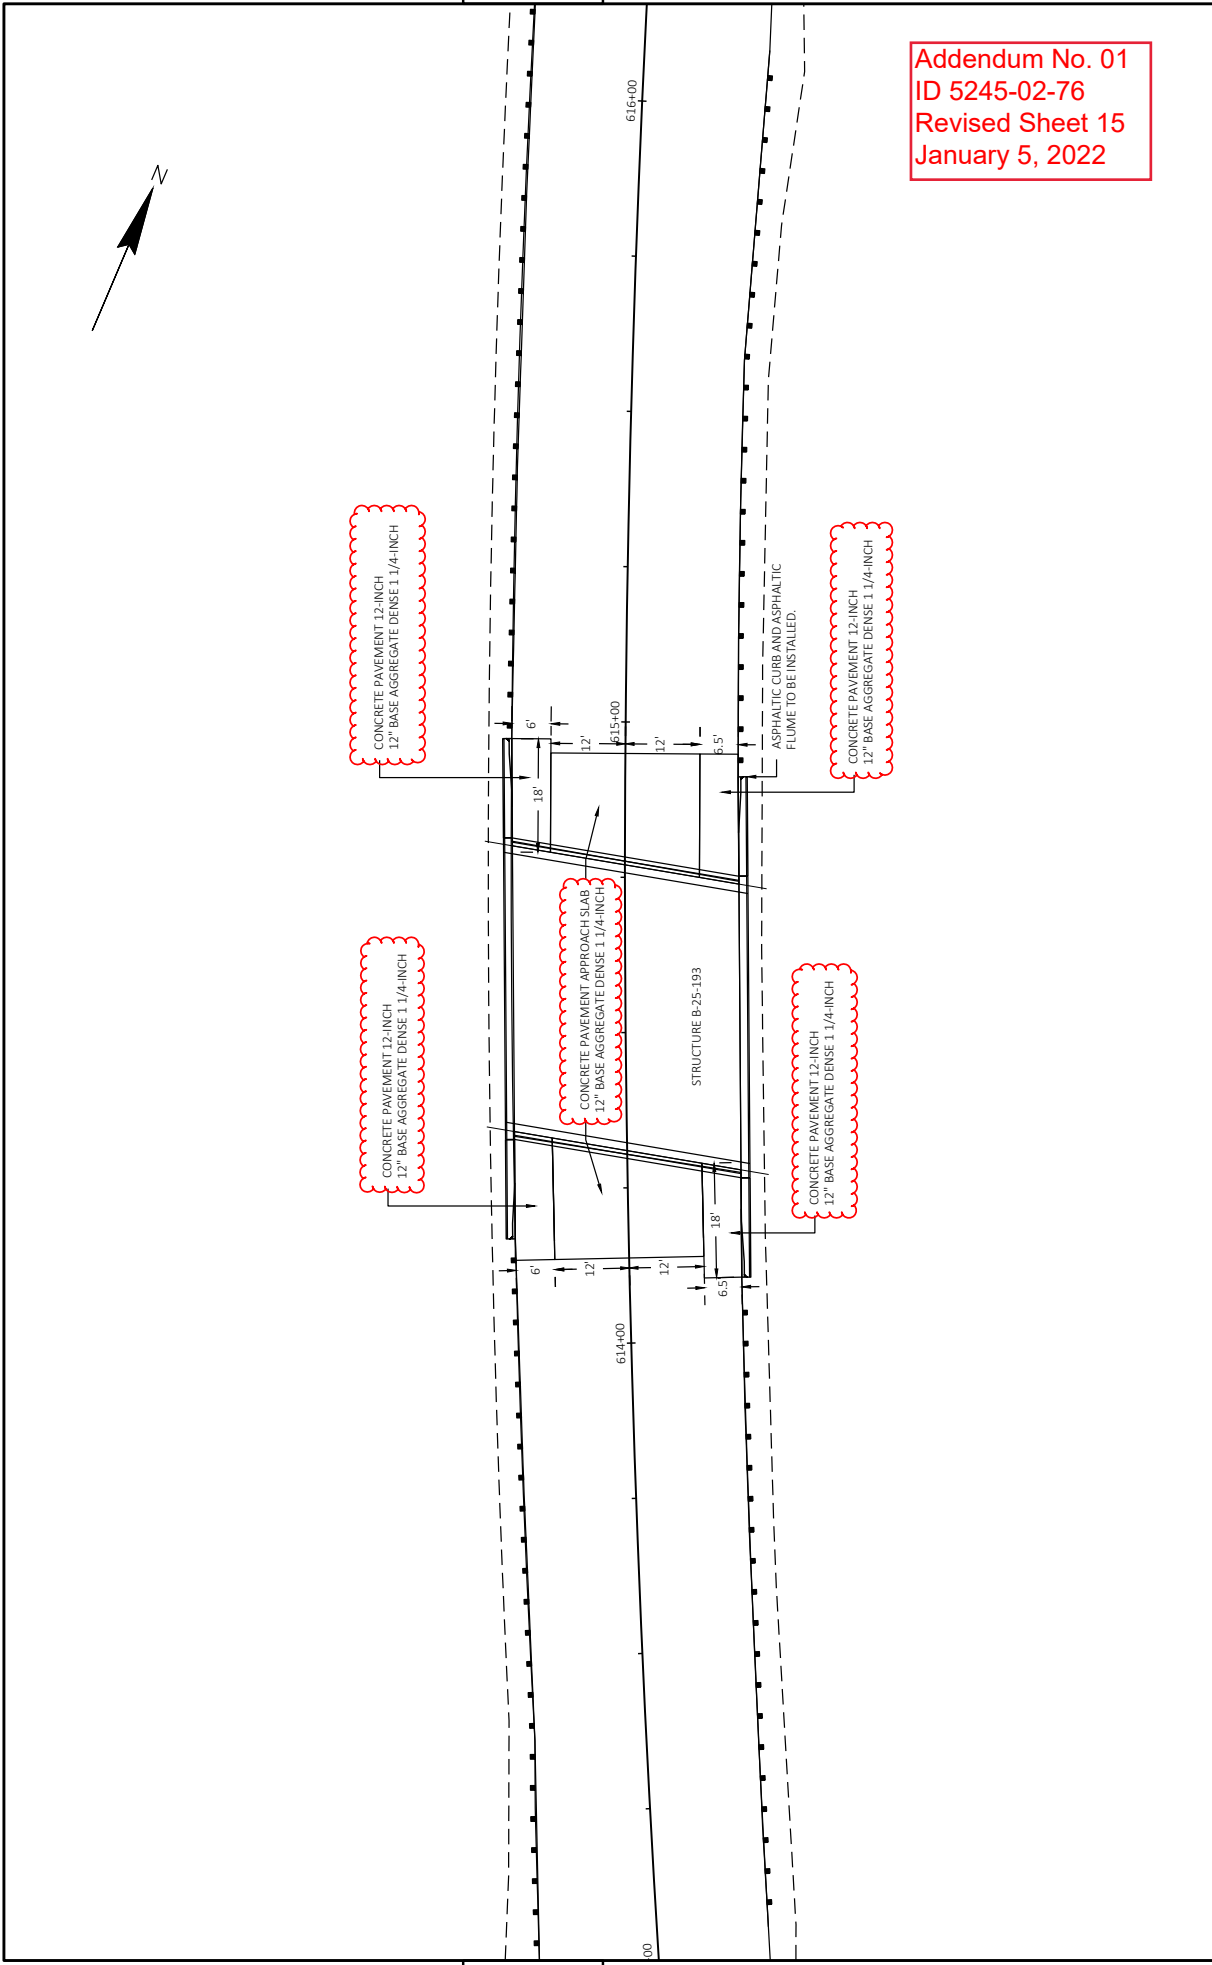 Addendum No. 01
ID 5245-02-76
Revised Sheet 15
January 5, 2022
N
616+00
CONCRETE PAVEMENT 12-INCH
12" BASE AGGREGATE DENSE 1 1/4-INCH
CONCRETE PAVEMENT 12-INCH
12" BASE AGGREGATE DENSE 1 1/4-INCH
ASPHALTIC CURB AND ASPHALTIC
FLUME TO BE INSTALLED.
615+00
6'
12'
12'
6.5'
18'
CONCRETE PAVEMENT APPROACH SLAB
12" BASE AGGREGATE DENSE 1 1/4-INCH
STRUCTURE B-25-193
CONCRETE PAVEMENT 12-INCH
12" BASE AGGREGATE DENSE 1 1/4-INCH
CONCRETE PAVEMENT 12-INCH
12" BASE AGGREGATE DENSE 1 1/4-INCH
18'
6'
12'
12'
6.5'
614+00
00